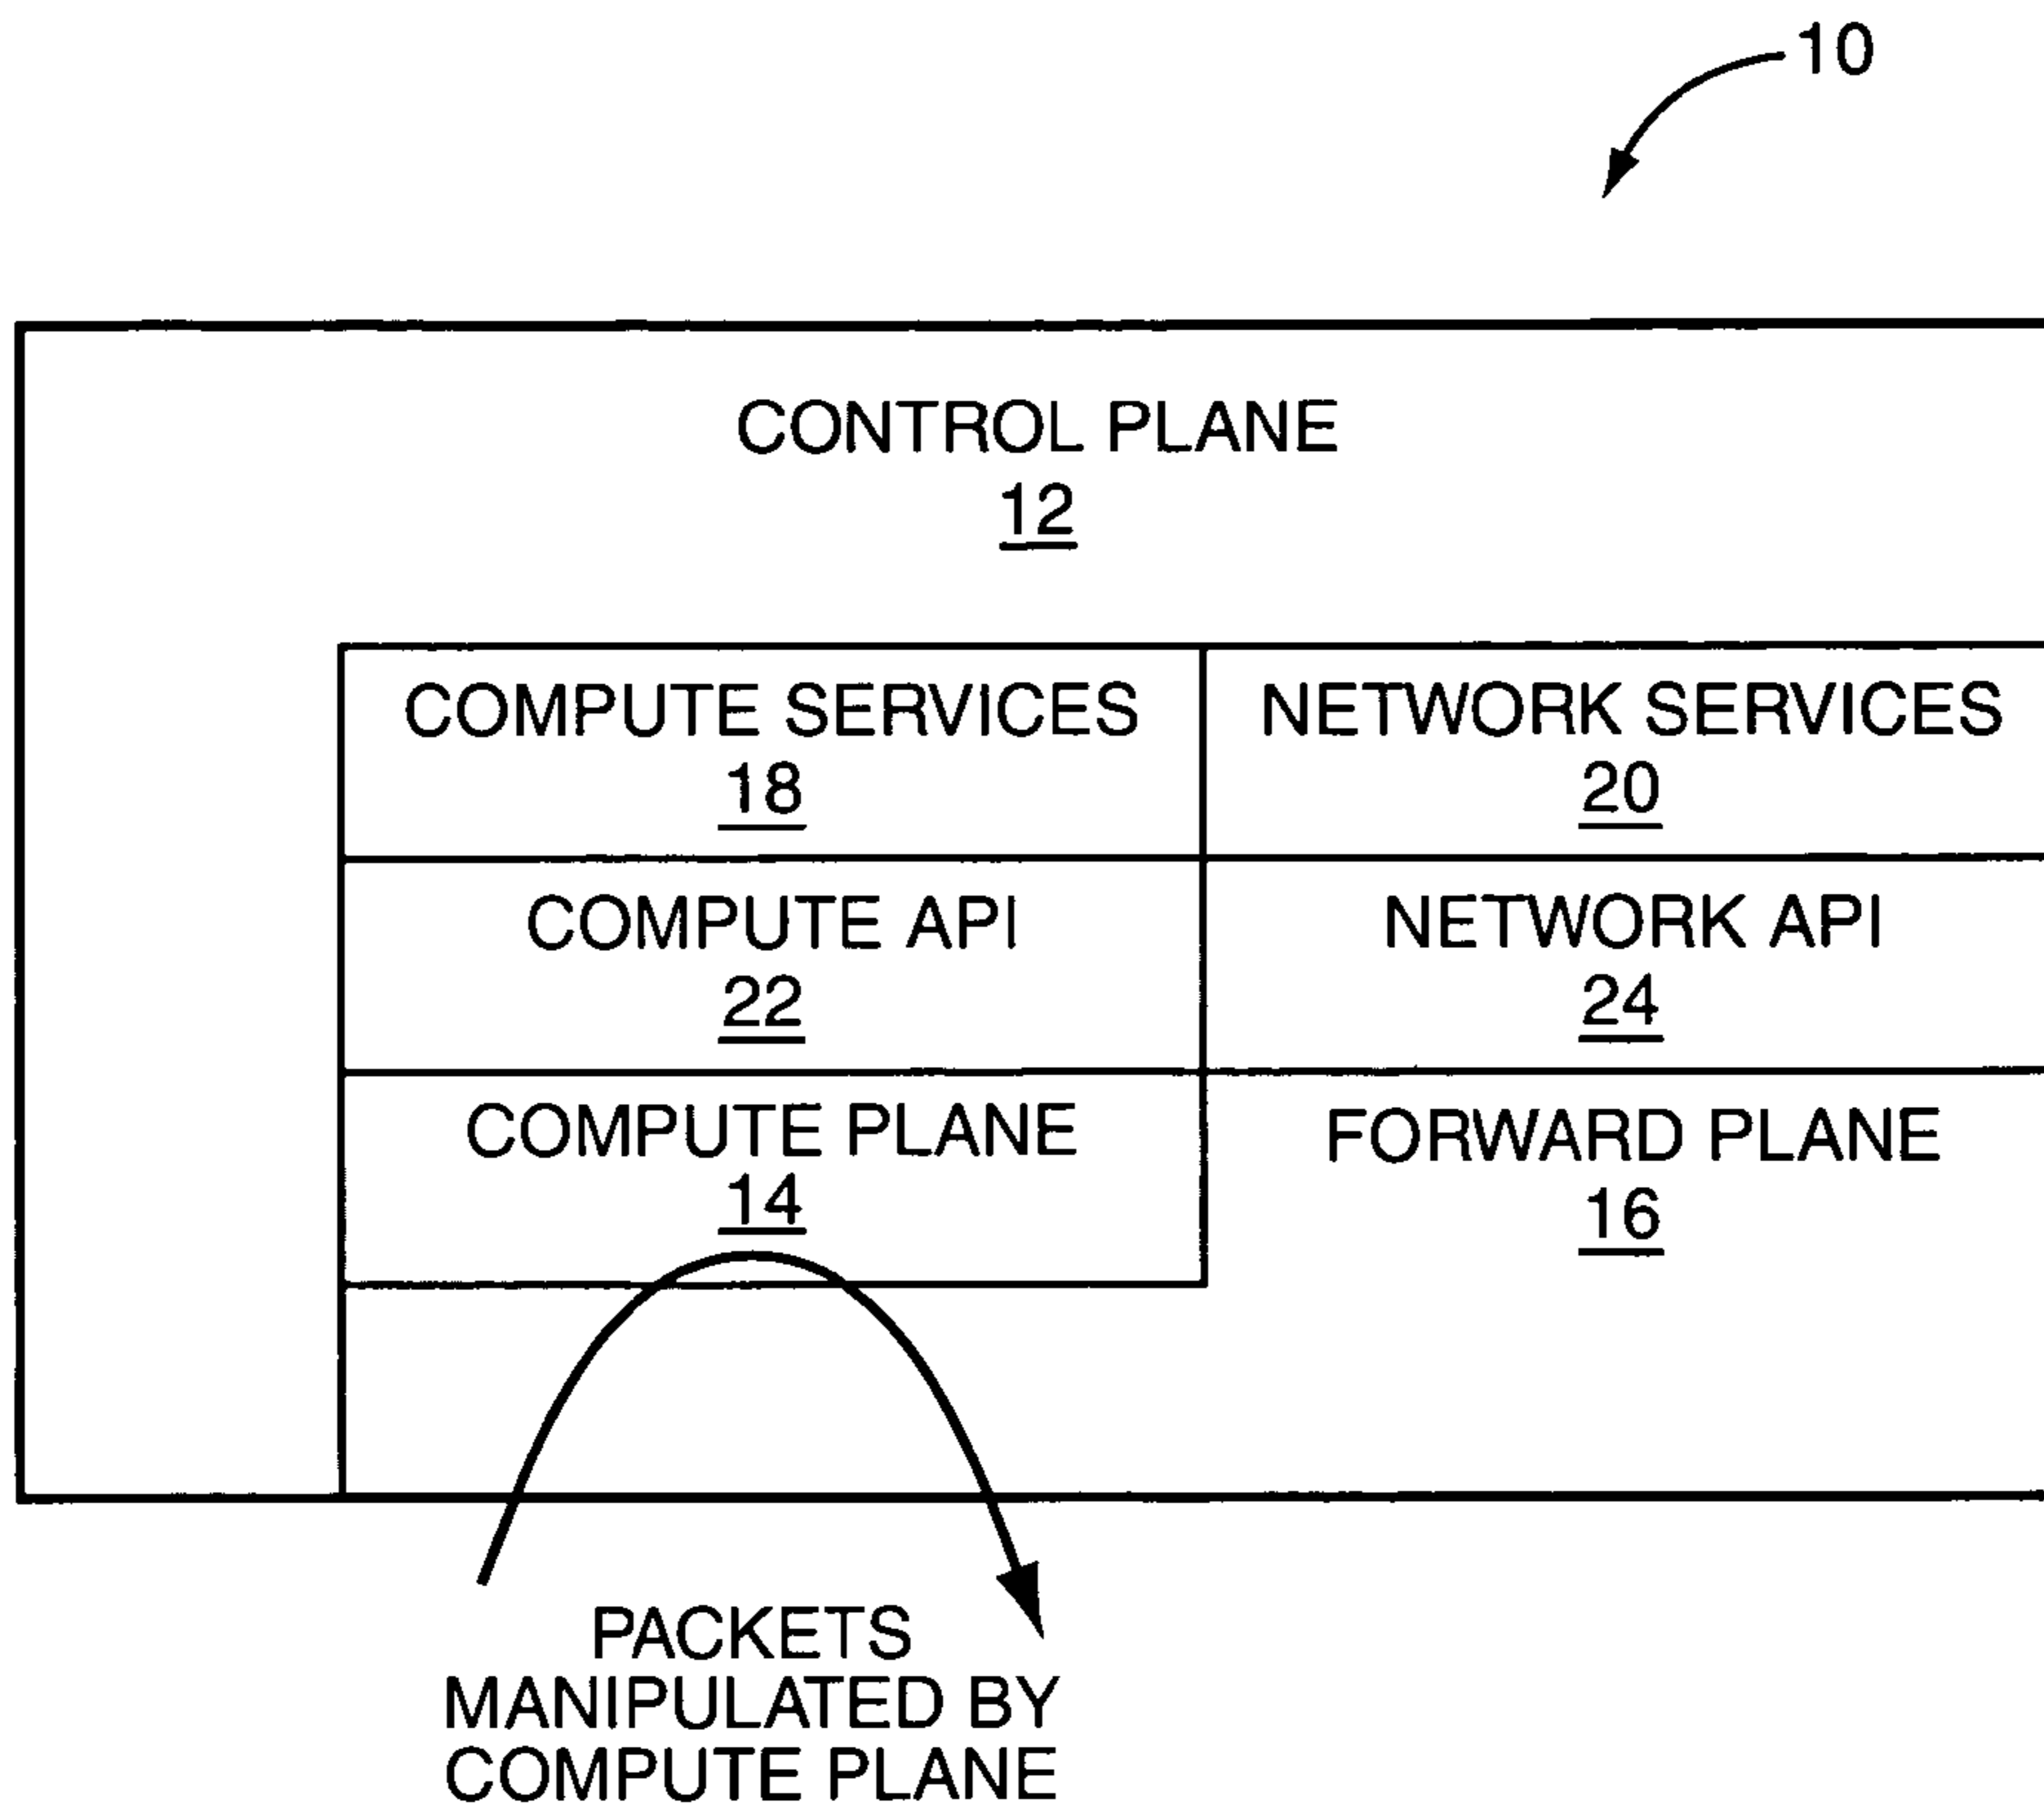 10
CONTROL PLANE
12
COMPUTE SERVICES
18
NETWORK SERVICES
20
COMPUTE API
22
NETWORK API
24
COMPUTE PLANE
14
FORWARD PLANE
16
PACKETS
MANIPULATED BY
COMPUTE PLANE